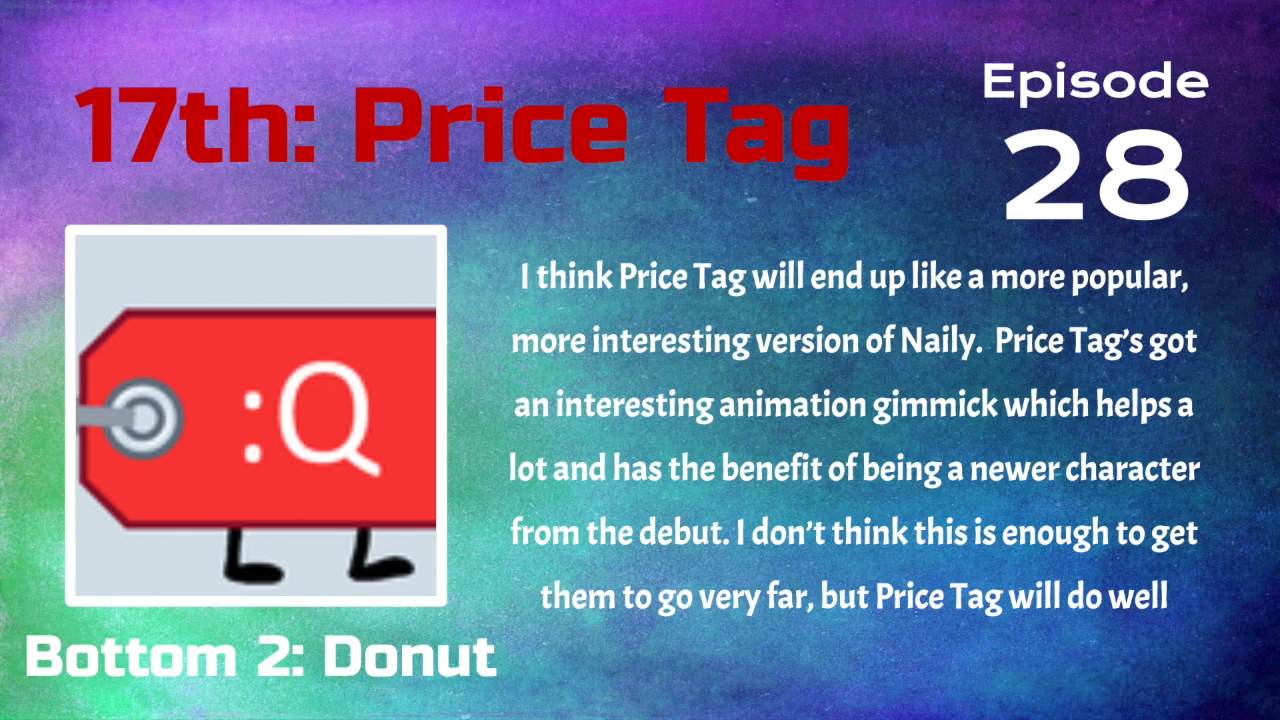 17th: Price Tag
Episode
28
I think Price Tag will end up like a more popular,
more interesting version of Naily.  Price Tag’s got
an interesting animation gimmick which helps a
lot and has the benefit of being a newer character
from the debut. I don’t think this is enough to get
them to go very far, but Price Tag will do well
:Q
Bottom 2: Donut